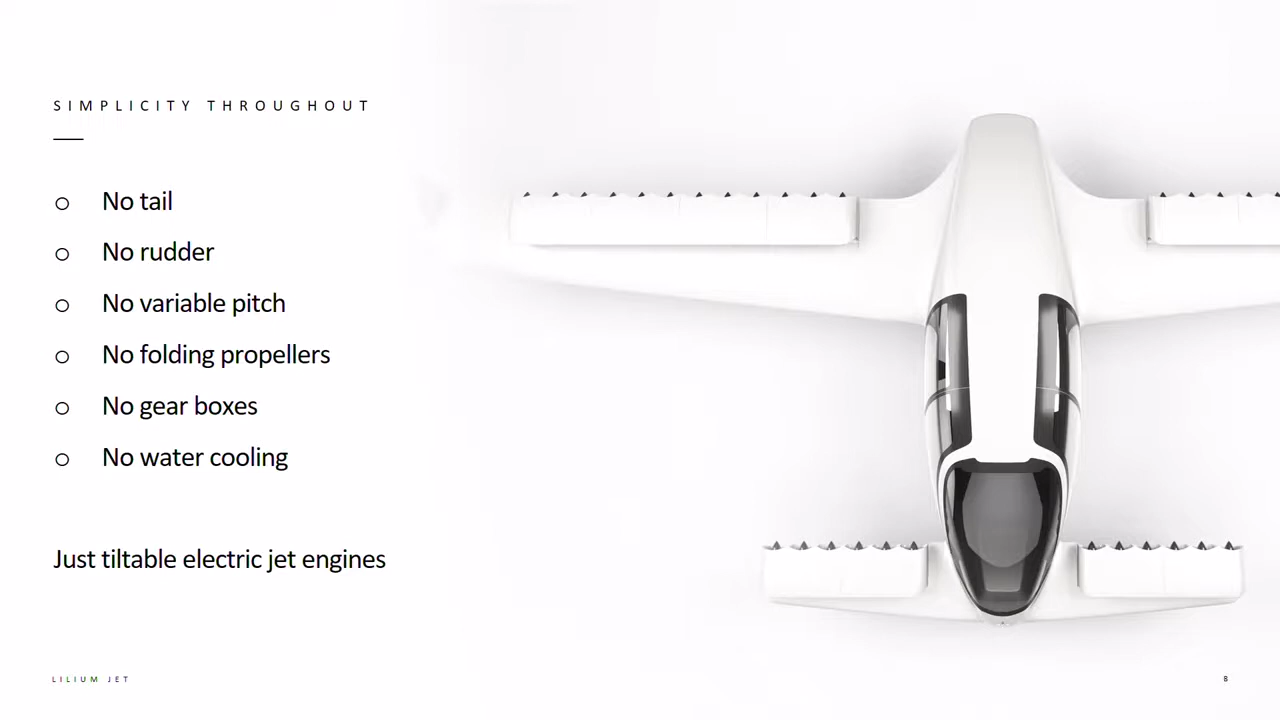 SIMPLICITY THROUGHOUT
No tail
No rudder
No variable pitch
No folding propellers
No gear boxes
No water cooling
Just tiltable electric jet engines
LILIUM JET
8